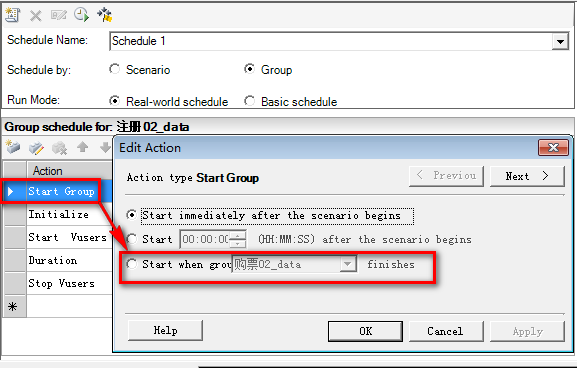 Schedule Name: Schedule 1
Schedule by: Scenario Group
Run Mode: Real-world schedule Basic schedule
Group schedule for: 注册02_data
Action
Start Group
Initialize
Start Vusers
Duration
Stop Vusers
Edit Action
Action type Start Group
< Previou Next >
Start immediately after the scenario begins
Start 00:00:00 (HH:MM:SS) after the scenario begins
Start when grou 购票02_data finishes
Help OK Cancel Apply